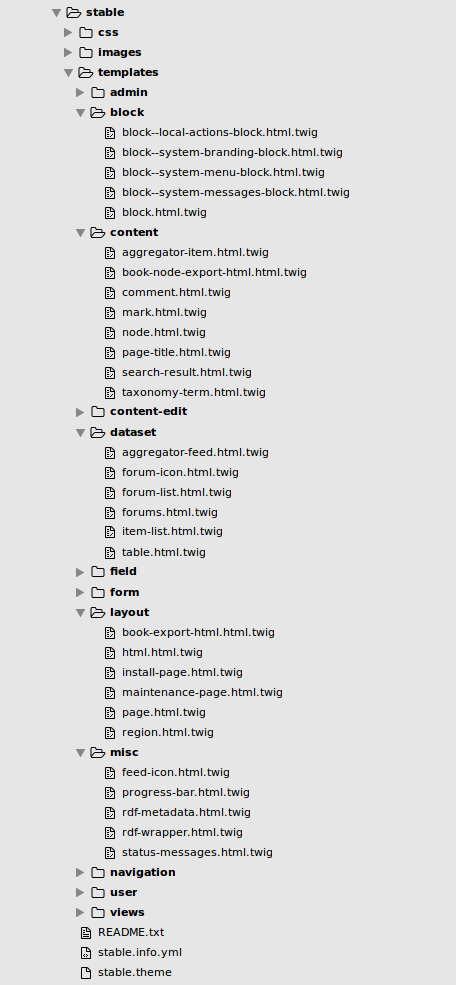 stable
css
images
templates
admin
block
block--local-actions-block.html.twig
block--system-branding-block.html.twig
block--system-menu-block.html.twig
block--system-messages-block.html.twig
block.html.twig
content
aggregator-item.html.twig
book-node-export-html.html.twig
comment.html.twig
mark.html.twig
node.html.twig
page-title.html.twig
search-result.html.twig
taxonomy-term.html.twig
content-edit
dataset
aggregator-feed.html.twig
forum-icon.html.twig
forum-list.html.twig
forums.html.twig
item-list.html.twig
table.html.twig
field
form
layout
book-export-html.html.twig
html.html.twig
install-page.html.twig
maintenance-page.html.twig
page.html.twig
region.html.twig
misc
feed-icon.html.twig
progress-bar.html.twig
rdf-metadata.html.twig
rdf-wrapper.html.twig
status-messages.html.twig
navigation
user
views
README.txt
stable.info.yml
stable.theme